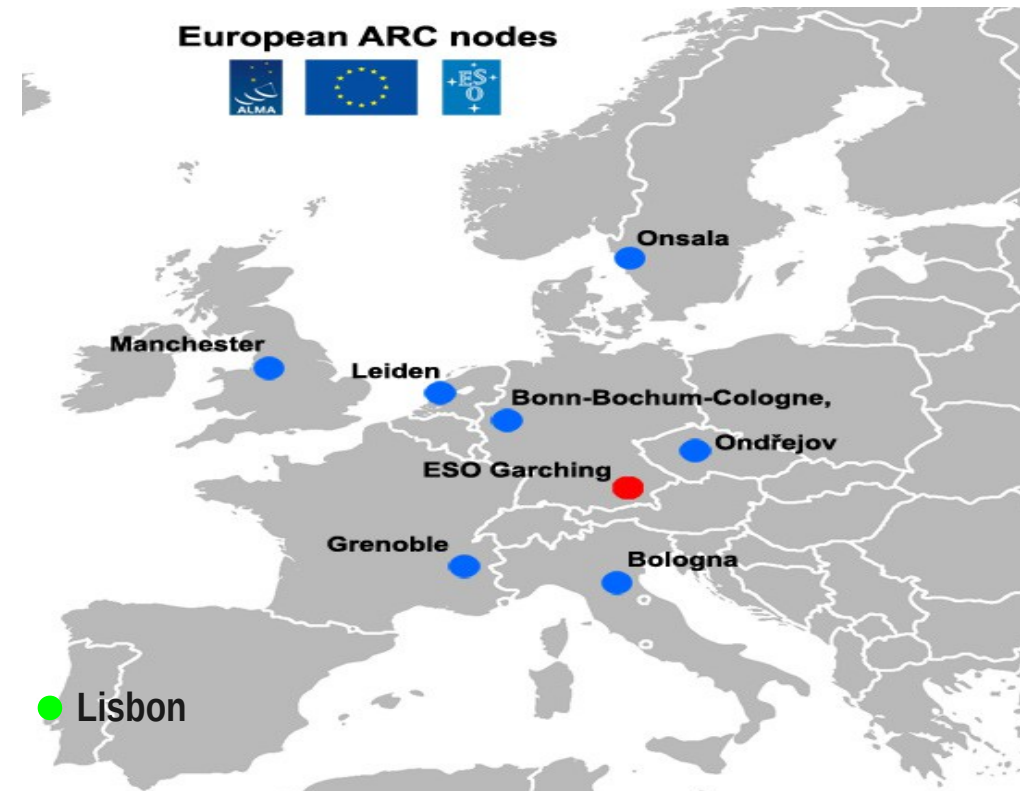 European ARC nodes
ALMA
ES
O
Onsala
Manchester
Leiden
Bonn-Bochum-Cologne,
Ondřejov
ESO Garching
Grenoble
Bologna
Lisbon